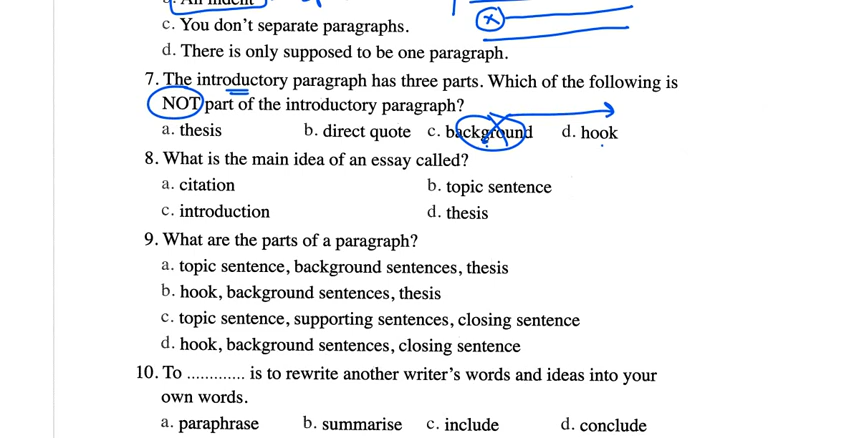 c. You don't separate paragraphs.
d. There is only supposed to be one paragraph.
7. The introductory paragraph has three parts. Which of the following is
NOT part of the introductory paragraph?
a. thesis b. direct quote c. background d. hook
8. What is the main idea of an essay called?
a. citation b. topic sentence
c. introduction d. thesis
9. What are the parts of a paragraph?
a. topic sentence, background sentences, thesis
b. hook, background sentences, thesis
c. topic sentence, supporting sentences, closing sentence
d. hook, background sentences, closing sentence
10. To ............. is to rewrite another writer's words and ideas into your
own words.
a. paraphrase b. summarise c. include d. conclude